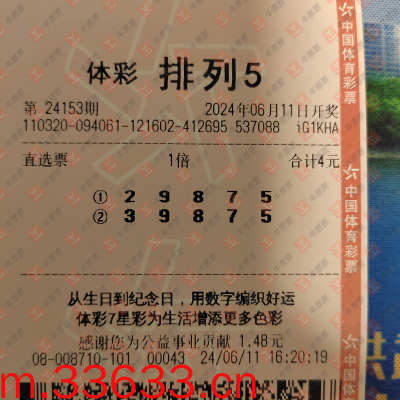 体彩 排列5
第 24153期 2024年06月11日开奖
110320-094061-121602-412695 537088 iG1KHA
直选票 1倍 合计4元
① 2 9 8 7 5
② 3 9 8 7 5
从生日到纪念日，用数字编织好运
体彩7星彩为生活增添更多色彩
感谢您为公益事业贡献 1.48元
08-008710-101 00043 24/06/11 16:20:19
m.33633.cn
中国体育彩票
中国体育彩票
中国体育彩票